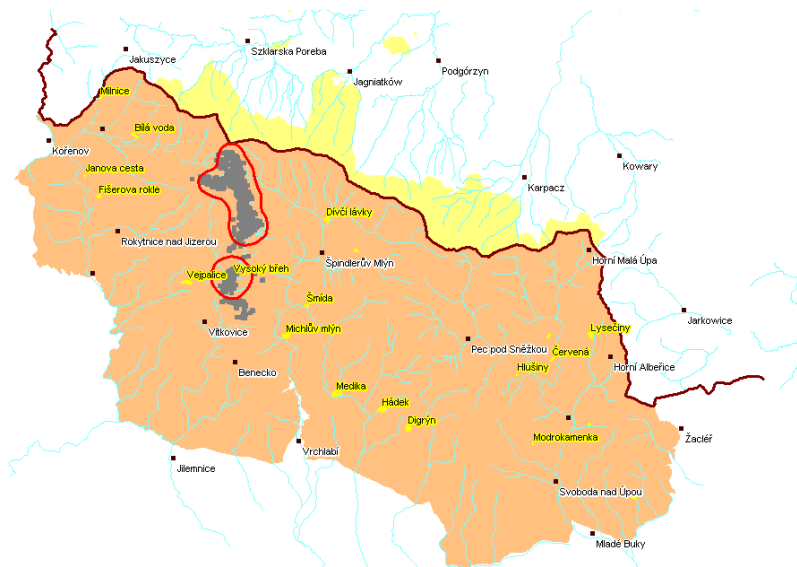 Szklarska Poreba
Jakuszyce
Podgórzyn
Jagniatków
Milnice
Bílá voda
Kořenov
Kowary
Janova cesta
Karpacz
Fišerova rokle
Dívčí lávky
Rokytnice nad Jizerou
Špindlerův Mlýn
Horní Malá Úpa
Vysoký břeh
Vejpalice
Šmída
Jarkowice
Vítkovice
Michlův mlýn
Lysečiny
Pec pod Sněžkou
Červená
Hlušiny
Horní Albeřice
Benecko
Medika
Hádek
Digrýn
Modrokamenka
Žacléř
Vrchlabí
Jilemnice
Svoboda nad Úpou
Mladé Buky